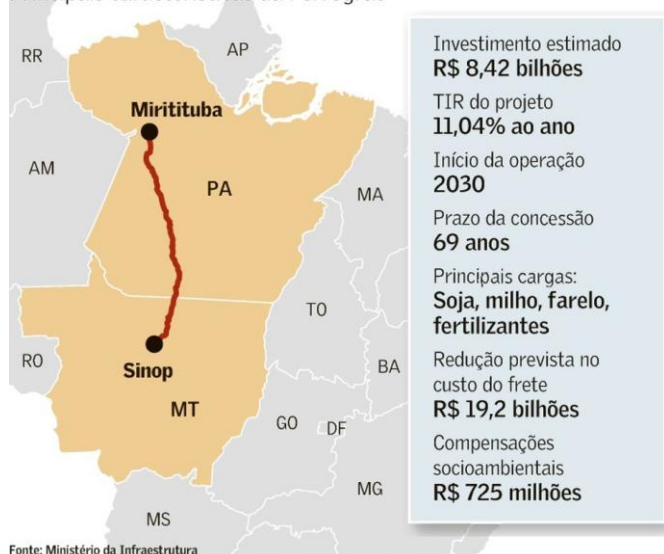 RR
AP
Miritituba
AM
PA
MA
TO
RO
Sinop
BA
MT
GO
DF
MG
MS
Fonte: Ministério da Infraestrutura
Investimento estimado
R$ 8,42 bilhões
TIR do projeto
11,04% ao ano
Início da operação
2030
Prazo da concessão
69 anos
Principais cargas:
Soja, milho, farelo,
fertilizantes
Redução prevista no
custo do frete
R$ 19,2 bilhões
Compensações
socioambientais
R$ 725 milhões